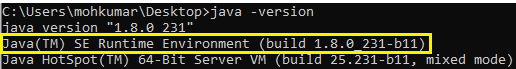 C:\Users\mohkumar\Desktop>java -version
java version "1.8.0_231"
Java(TM) SE Runtime Environment (build 1.8.0_231-b11)
Java HotSpot(TM) 64-Bit Server VM (build 25.231-b11, mixed mode)